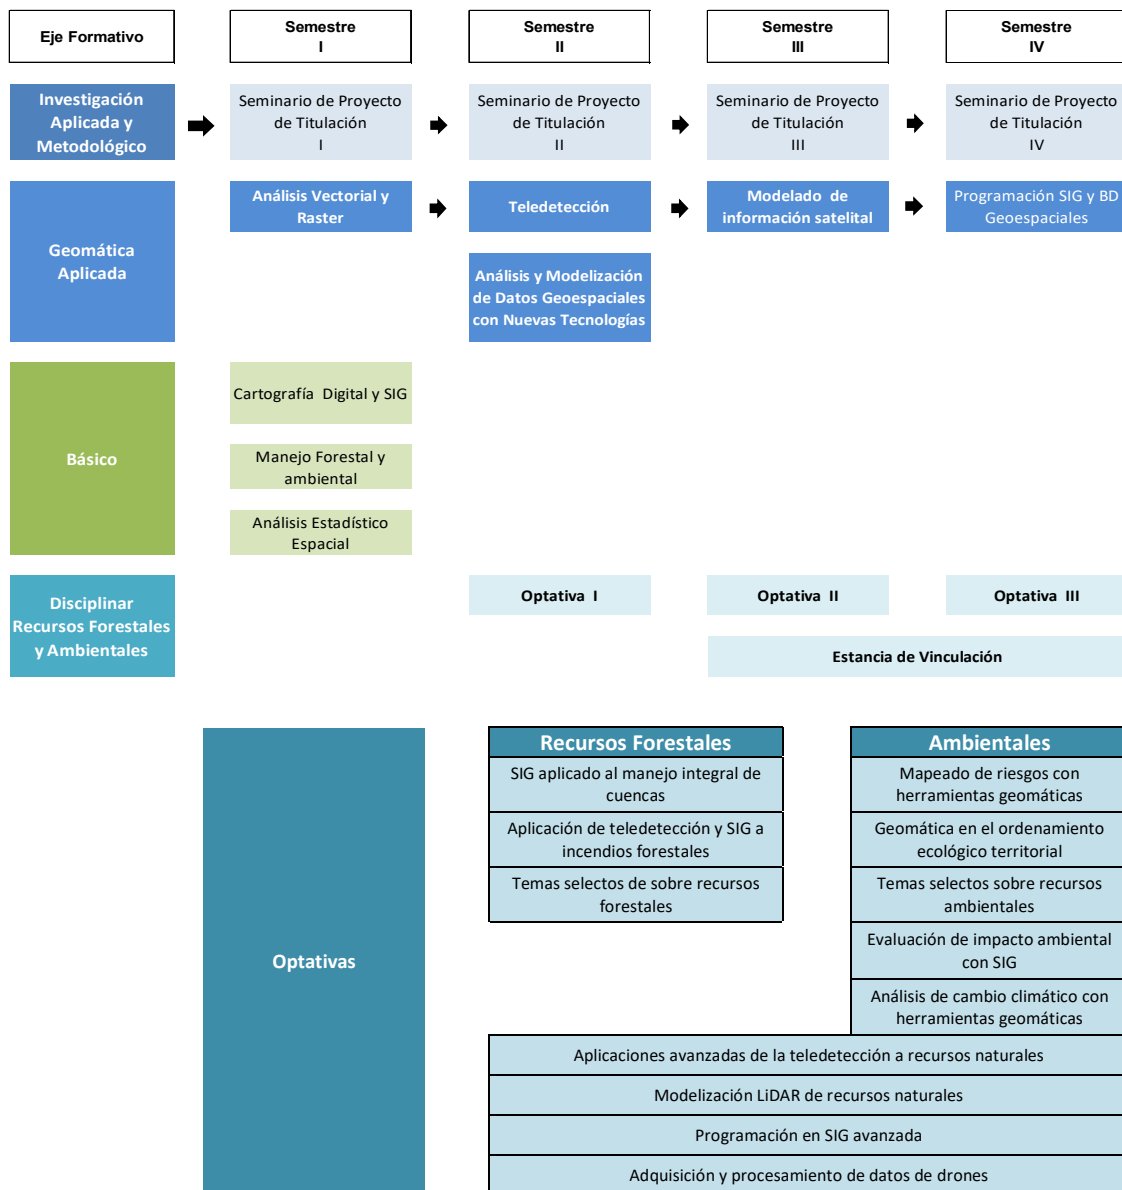 Eje Formativo
Semestre
I
Semestre
II
Semestre
III
Semestre
IV
Investigación
Aplicada y
Metodológico
Seminario de Proyecto
de Titulación
I
Seminario de Proyecto
de Titulación
II
Seminario de Proyecto
de Titulación
III
Seminario de Proyecto
de Titulación
IV
Geomática
Aplicada
Análisis Vectorial y
Raster
Teledetección
Modelado de
información satelital
Programación SIG y BD
Geoespaciales
Análisis y Modelización
de Datos Geoespaciales
con Nuevas Tecnologías
Básico
Cartografía Digital y SIG
Manejo Forestal y
ambiental
Análisis Estadístico
Espacial
Disciplinar
Recursos Forestales
y Ambientales
Optativa I
Optativa II
Optativa III
Estancia de Vinculación
Optativas
Recursos Forestales
SIG aplicado al manejo integral de
cuencas
Aplicación de teledetección y SIG a
incendios forestales
Temas selectos de sobre recursos
forestales
Ambientales
Mapeado de riesgos con
herramientas geomáticas
Geomática en el ordenamiento
ecológico territorial
Temas selectos sobre recursos
ambientales
Evaluación de impacto ambiental
con SIG
Análisis de cambio climático con
herramientas geomáticas
Aplicaciones avanzadas de la teledetección a recursos naturales
Modelización LiDAR de recursos naturales
Programación en SIG avanzada
Adquisición y procesamiento de datos de drones